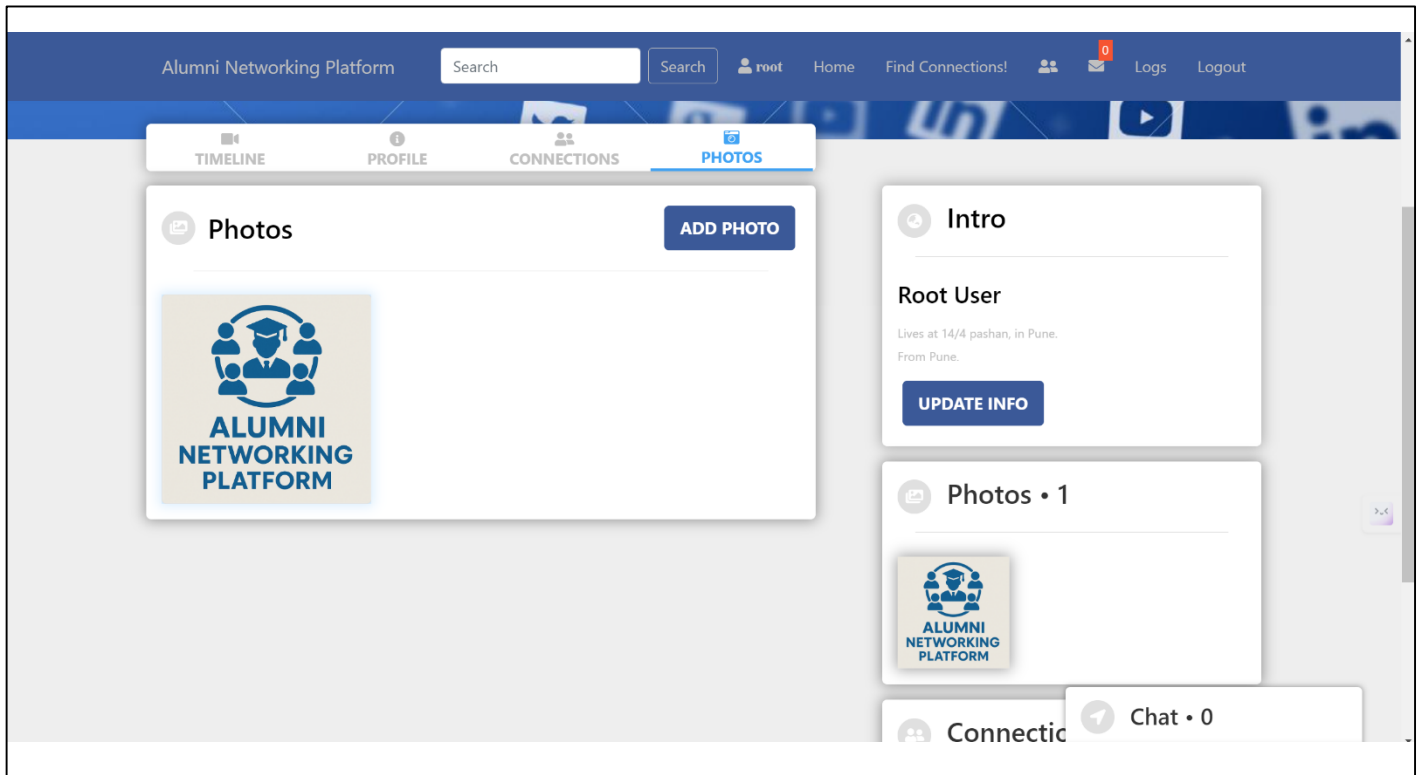 Alumni Networking Platform Search Search root Home Find Connections! 0 Logs Logout
TIMELINE PROFILE CONNECTIONS PHOTOS
Photos ADD PHOTO
ALUMNI
NETWORKING
PLATFORM
Intro
Root User
Lives at 14/4 pashan, in Pune.
From Pune.
UPDATE INFO
Photos • 1
ALUMNI
NETWORKING
PLATFORM
Chat • 0